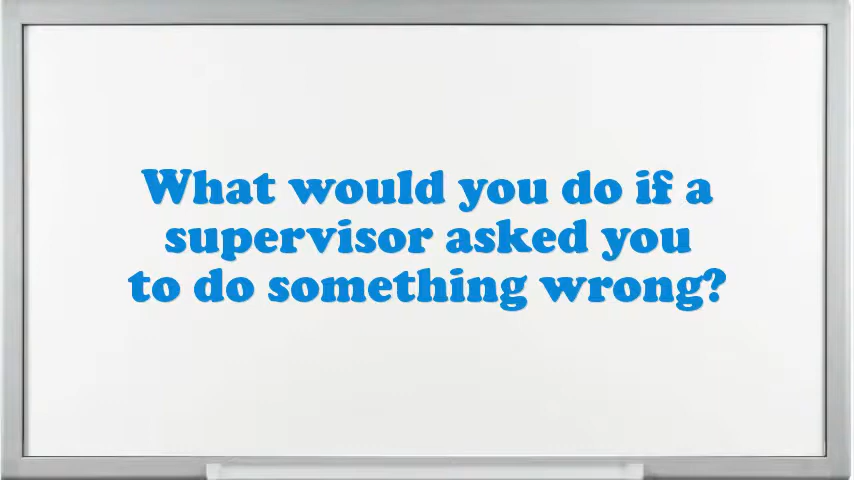 What would you do if a
supervisor asked you
to do something wrong?